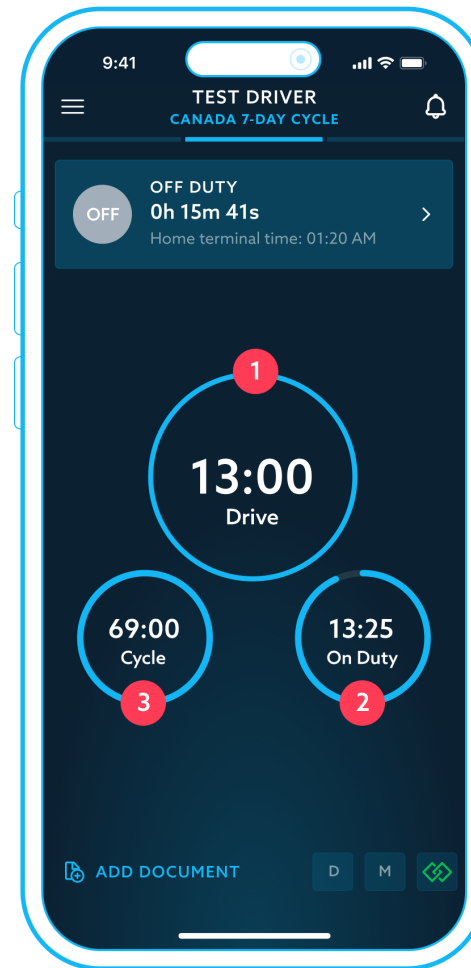 9:41
TEST DRIVER
CANADA 7-DAY CYCLE
OFF
OFF DUTY
0h 15m 41s
Home terminal time: 01:20 AM
1
13:00
Drive
69:00
Cycle
3
13:25
On Duty
2
ADD DOCUMENT
D
M